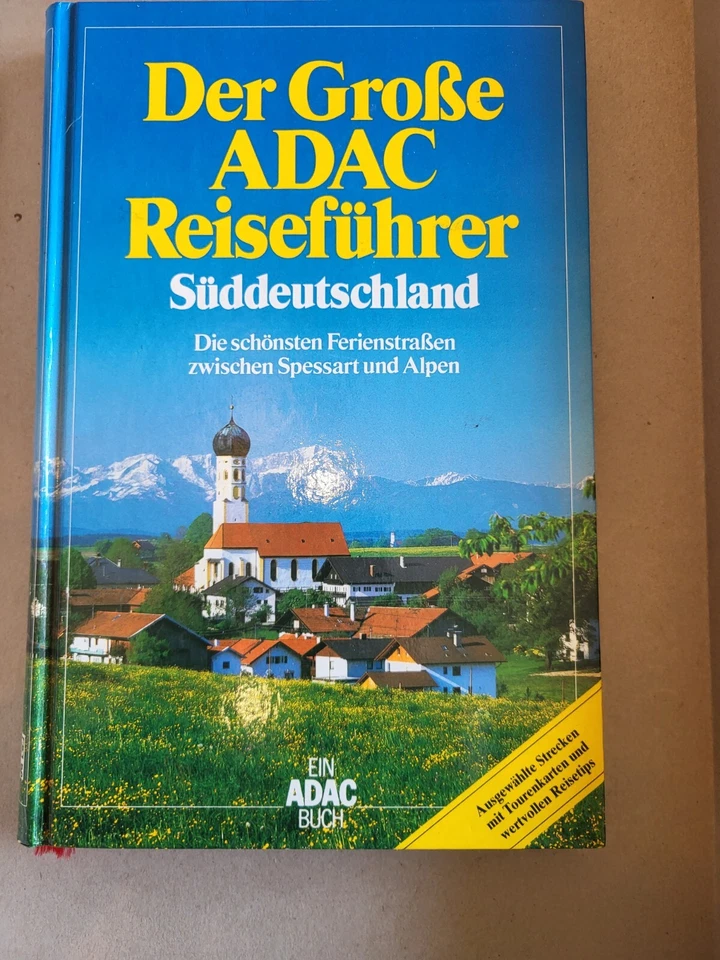 Der Große
ADAC
Reiseführer
Süddeutschland
Die schönsten Ferienstraßen
zwischen Spessart und Alpen
EIN
ADAC
BUCH
Ausgewählte Strecken
mit Tourenkarten und
wertvollen Reisetips